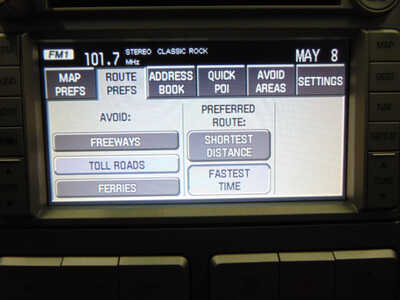 FM1 101.7 MHz STEREO CLASSIC ROCK MAY 8
MAP PREFS
ROUTE PREFS
ADDRESS BOOK
QUICK POI
AVOID AREAS
SETTINGS
AVOID:
FREEWAYS
TOLL ROADS
FERRIES
PREFERRED
ROUTE:
SHORTEST
DISTANCE
FASTEST
TIME
MAP